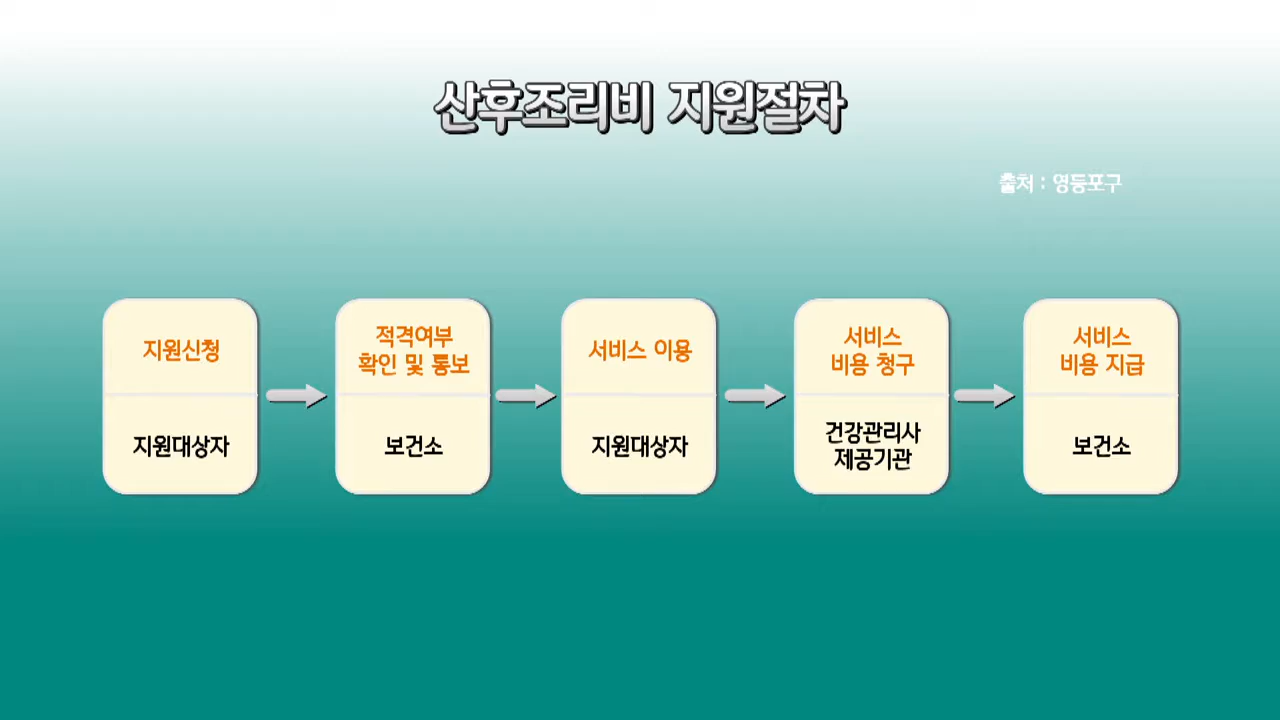 산후조리비 지원절차
출처 : 영등포구
지원신청
지원대상자
적격여부
확인 및 통보
보건소
서비스 이용
지원대상자
서비스
비용 청구
건강관리사
제공기관
서비스
비용 지급
보건소